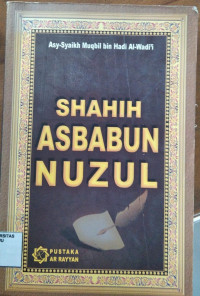 Asy-Syaikh Muqbil bin Hadi Al-Wadi'i
SHAHIH
ASBABUN
NUZUL
PUSTAKA
AR RAYYAN